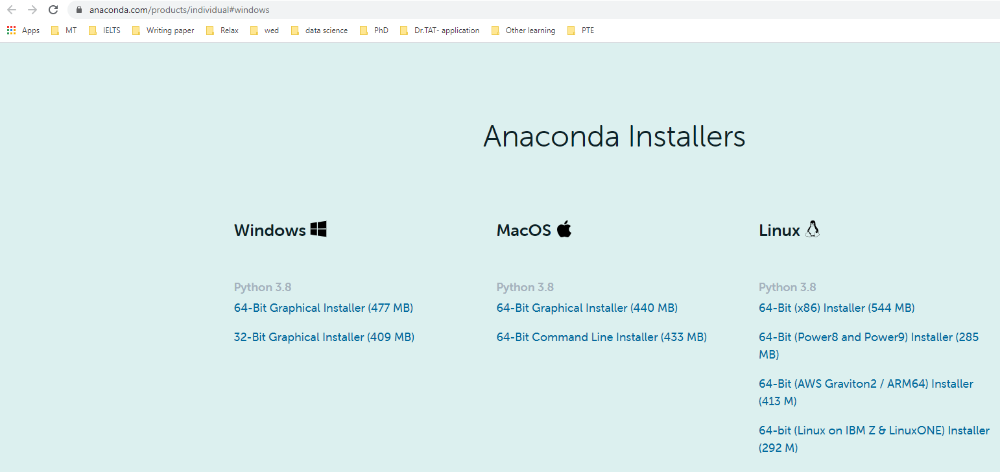 anaconda.com/products/individual#windows
Apps MT IELTS Writing paper Relax wed data science PhD Dr.TAT- application Other learning PTE
Anaconda Installers
Windows
Python 3.8
64-Bit Graphical Installer (477 MB)
32-Bit Graphical Installer (409 MB)
MacOS
Python 3.8
64-Bit Graphical Installer (440 MB)
64-Bit Command Line Installer (433 MB)
Linux
Python 3.8
64-Bit (x86) Installer (544 MB)
64-Bit (Power8 and Power9) Installer (285
MB)
64-Bit (AWS Graviton2 / ARM64) Installer
(413 M)
64-bit (Linux on IBM Z & LinuxONE) Installer
(292 M)